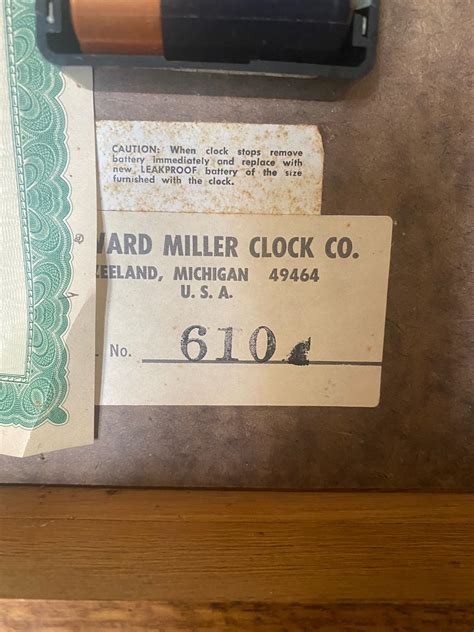 CAUTION: When clock stops remove
battery immediately and replace with
new LEAKPROOF battery of the size
furnished with the clock.
WARD MILLER CLOCK CO.
ZEELAND, MICHIGAN 49464
U. S. A.
. No. 610